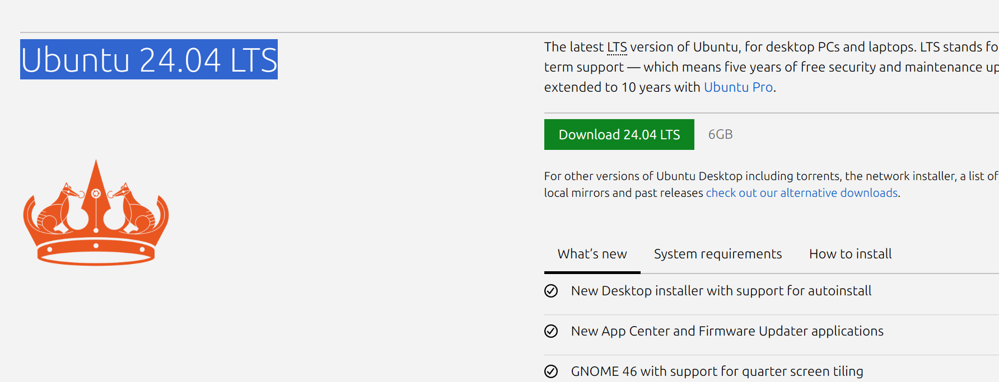 Ubuntu 24.04 LTS
The latest LTS version of Ubuntu, for desktop PCs and laptops. LTS stands fo
term support — which means five years of free security and maintenance up
extended to 10 years with Ubuntu Pro.
Download 24.04 LTS 6GB
For other versions of Ubuntu Desktop including torrents, the network installer, a list of
local mirrors and past releases check out our alternative downloads.
What’s new System requirements How to install
New Desktop installer with support for autoinstall
New App Center and Firmware Updater applications
GNOME 46 with support for quarter screen tiling